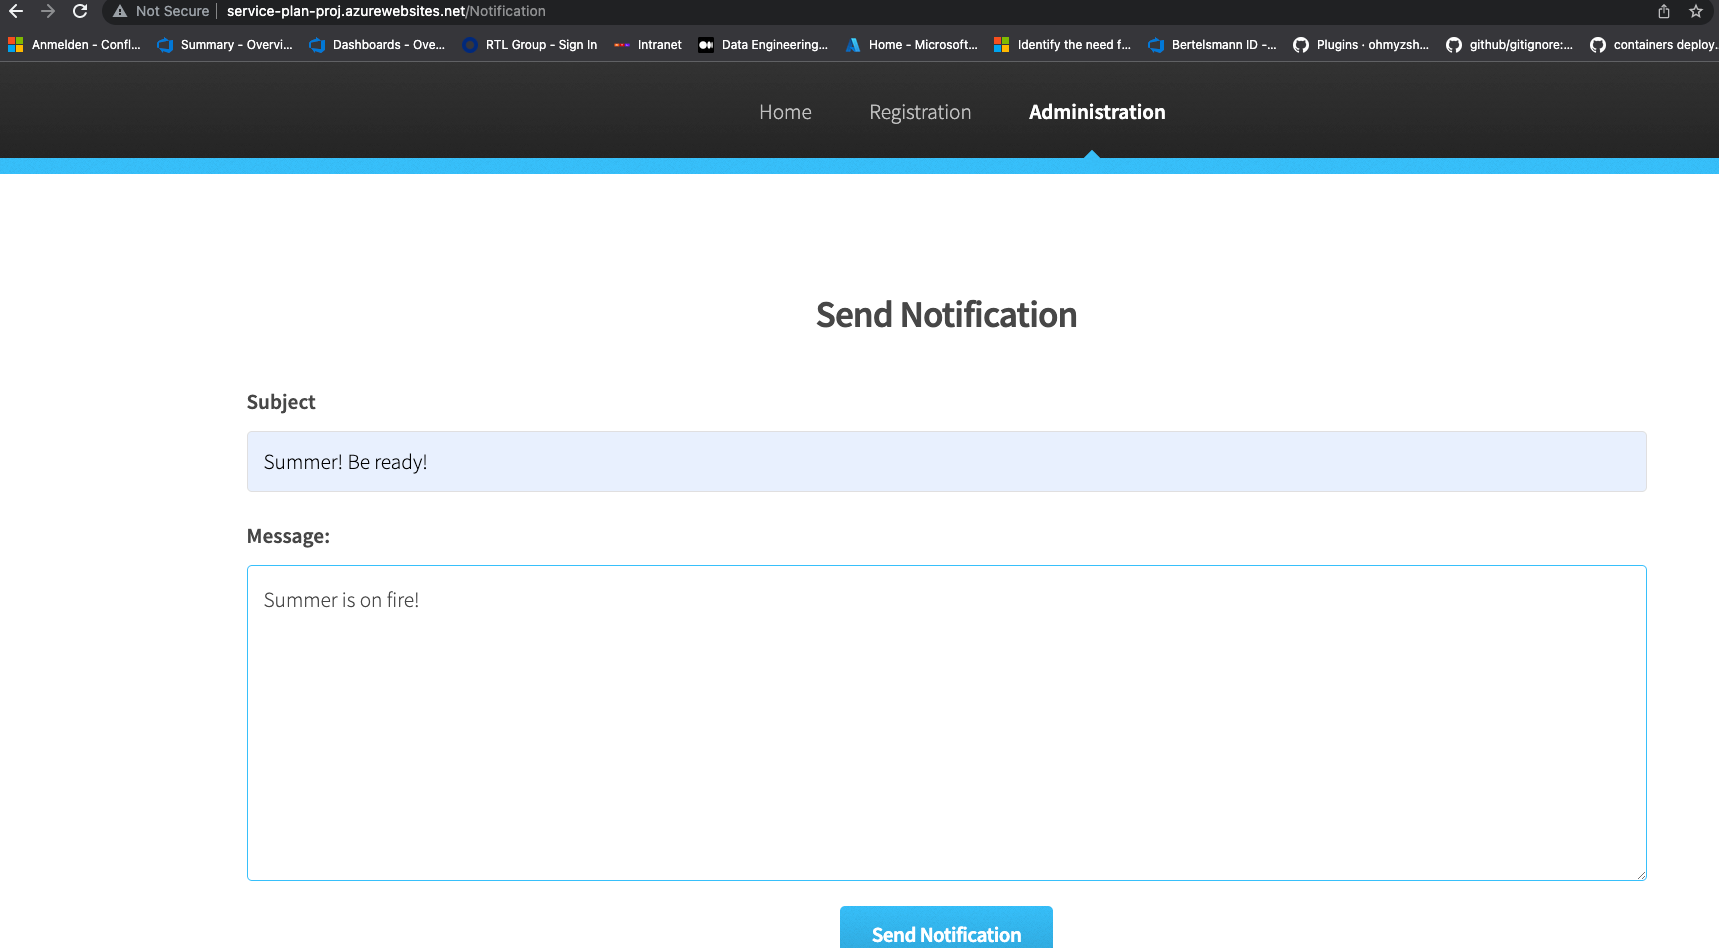 Not Secure service-plan-proj.azurewebsites.net/Notification
Anmelden - Confl... Summary - Overvi... Dashboards - Ove... RTL Group - Sign In Intranet Data Engineering... Home - Microsoft... Identify the need f... Bertelsmann ID -... Plugins · ohmyzsh... github/gitignore:... containers deploy.
Home Registration Administration
Send Notification
Subject
Summer! Be ready!
Message:
Summer is on fire!
Send Notification